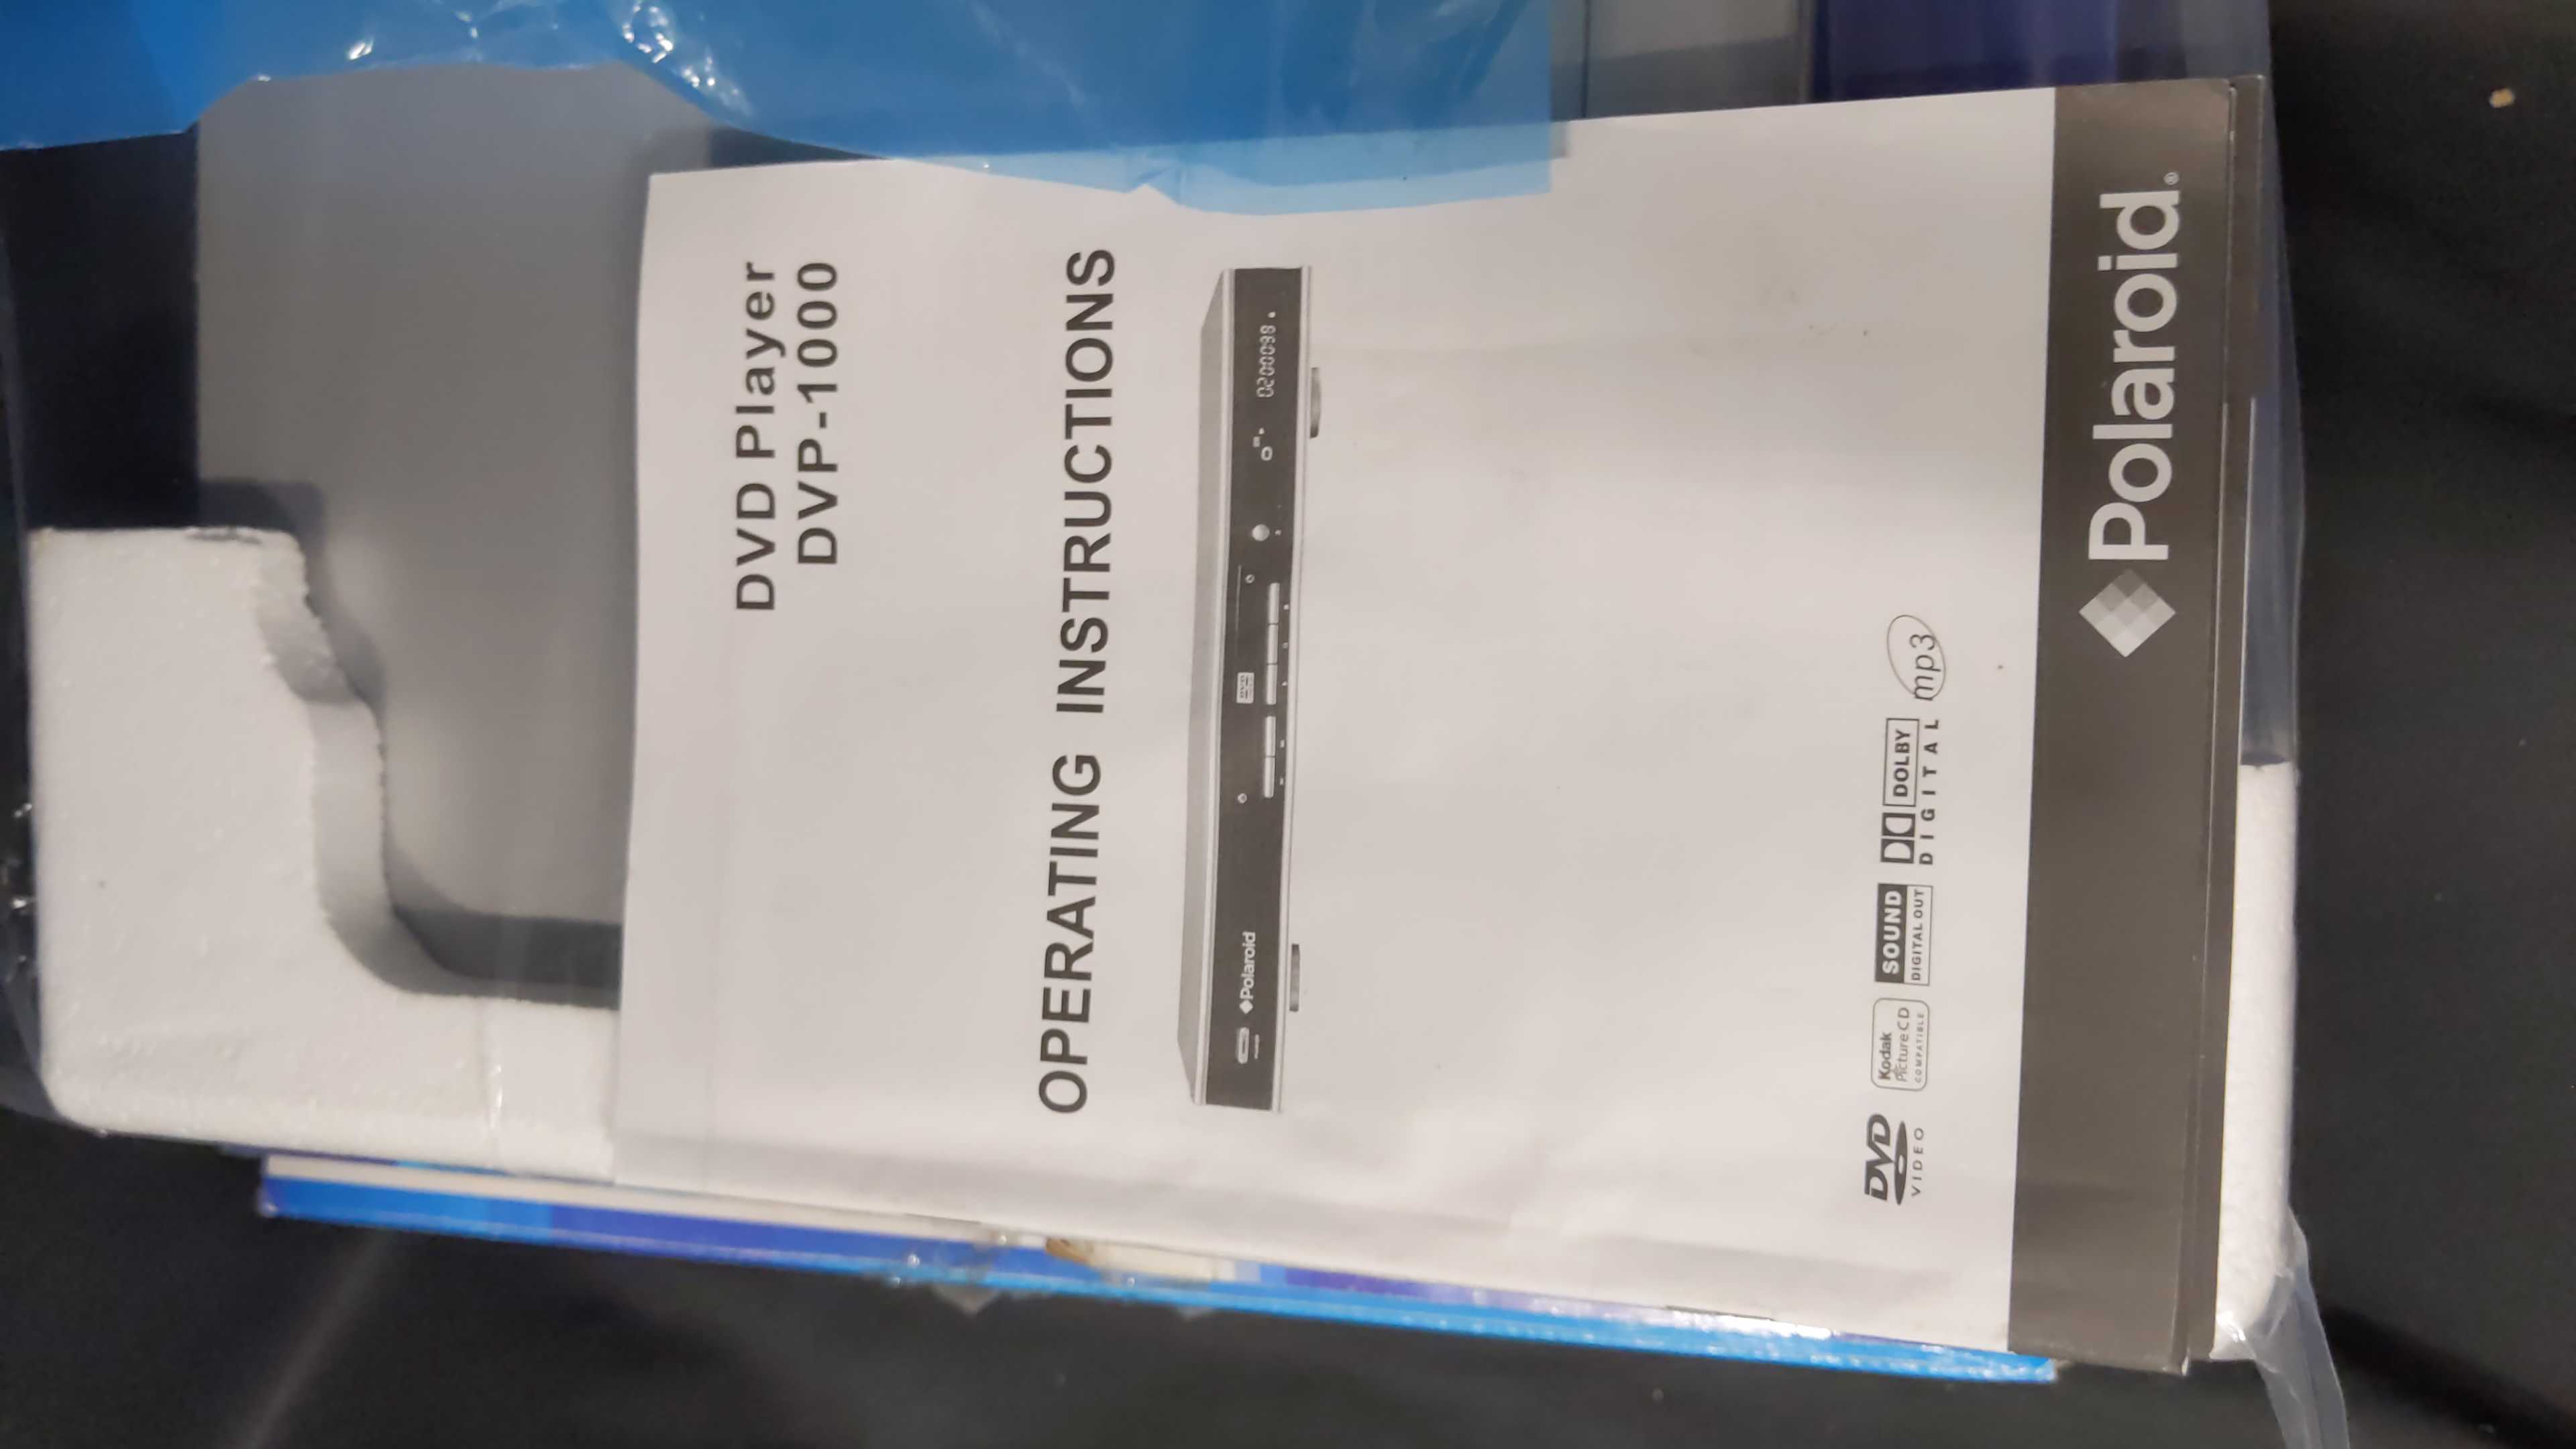 DVD Player
DVP-1000
OPERATING INSTRUCTIONS
Polaroid
DVD
VIDEO
Kodak
Picture CD
COMPATIBLE
SOUND
DIGITAL OUT
DOLBY
DIGITAL
mp3
Polaroid®